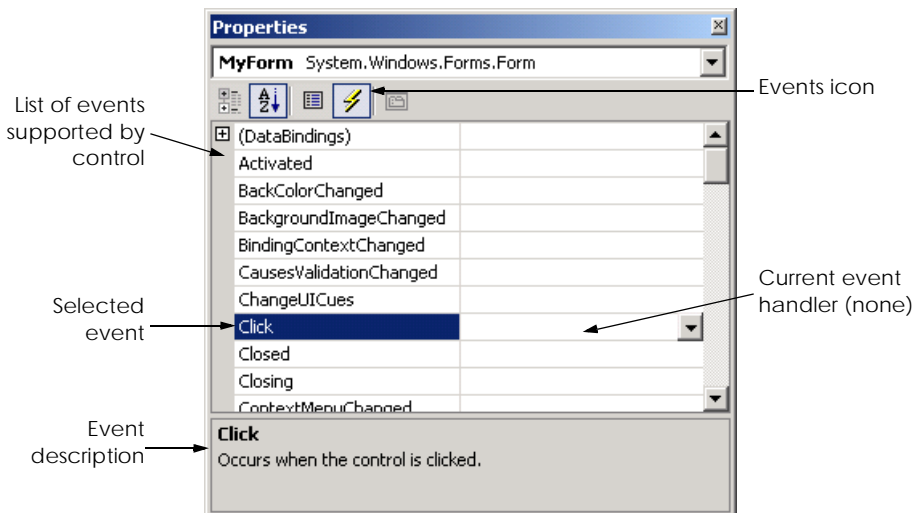 Properties
MyForm System.Windows.Forms.Form
Events icon
List of events
supported by
control
(DataBindings)
Activated
BackColorChanged
BackgroundImageChanged
BindingContextChanged
CausesValidationChanged
ChangeUICues
Click
Closed
Closing
ContextMenuChanged
Selected
event
Current event
handler (none)
Event
description
Click
Occurs when the control is clicked.